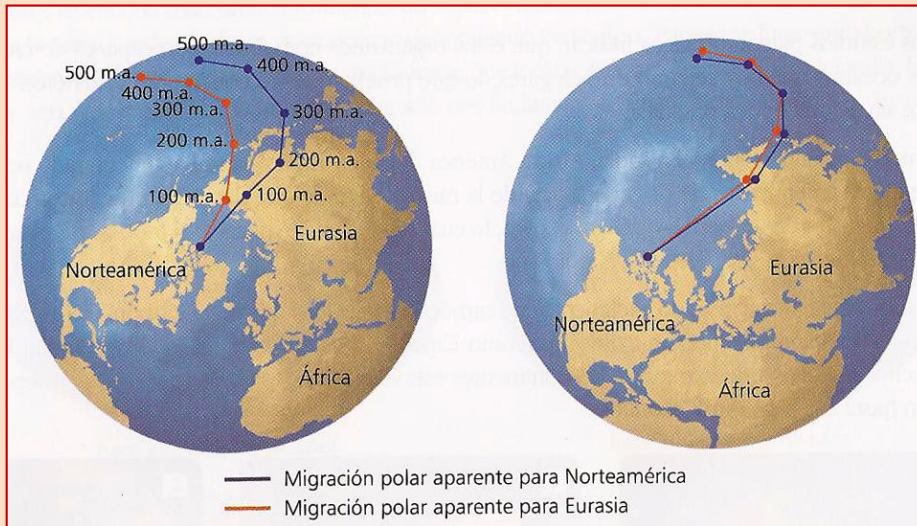 500 m.a.
400 m.a.
500 m.a.
400 m.a.
300 m.a.
300 m.a.
200 m.a.
200 m.a.
100 m.a.
100 m.a.
Eurasia
Norteamérica
África
Eurasia
Norteamérica
África
Migración polar aparente para Norteamérica
Migración polar aparente para Eurasia